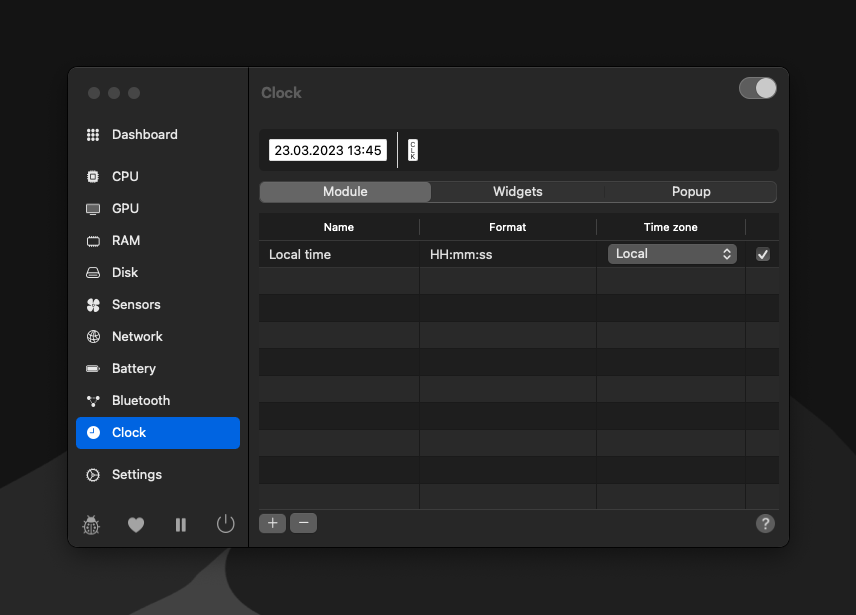 Clock
Dashboard
CPU
GPU
RAM
Disk
Sensors
Network
Battery
Bluetooth
Clock
Settings
23.03.2023 13:45
CLK
Module Widgets Popup
Name Format Time zone
Local time HH:mm:ss Local
+ − ?